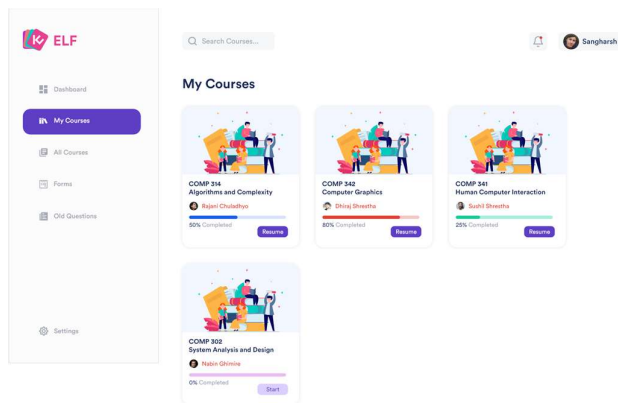 ELF
Search Courses...
Sangharsh
Dashboard
My Courses
All Courses
Forms
Old Questions
Settings
My Courses
COMP 314
Algorithms and Complexity
Rajani Chuladhyo
50% Completed
Resume
COMP 342
Computer Graphics
Dhiraj Shrestha
80% Completed
Resume
COMP 341
Human Computer Interaction
Sushil Shrestha
25% Completed
Resume
COMP 302
System Analysis and Design
Nabin Ghimire
0% Completed
Start